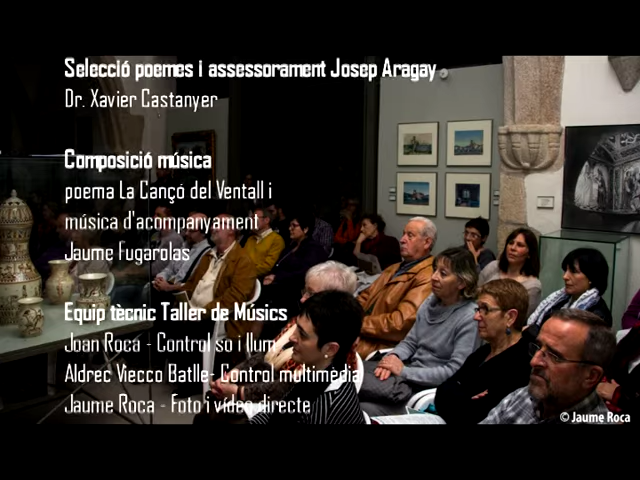 Selecció poemes i assessorament Josep Aragay
Dr. Xavier Castanyer
Composició música
poema La Cançó del Ventall i
música d'acompanyament
Jaume Fugarolas
Equip tècnic Taller de Músics
Joan Roca - Control so i llum
Aldrec Viecco Batlle- Control multimèdia
Jaume Roca - Foto i vídeo directe
© Jaume Roca